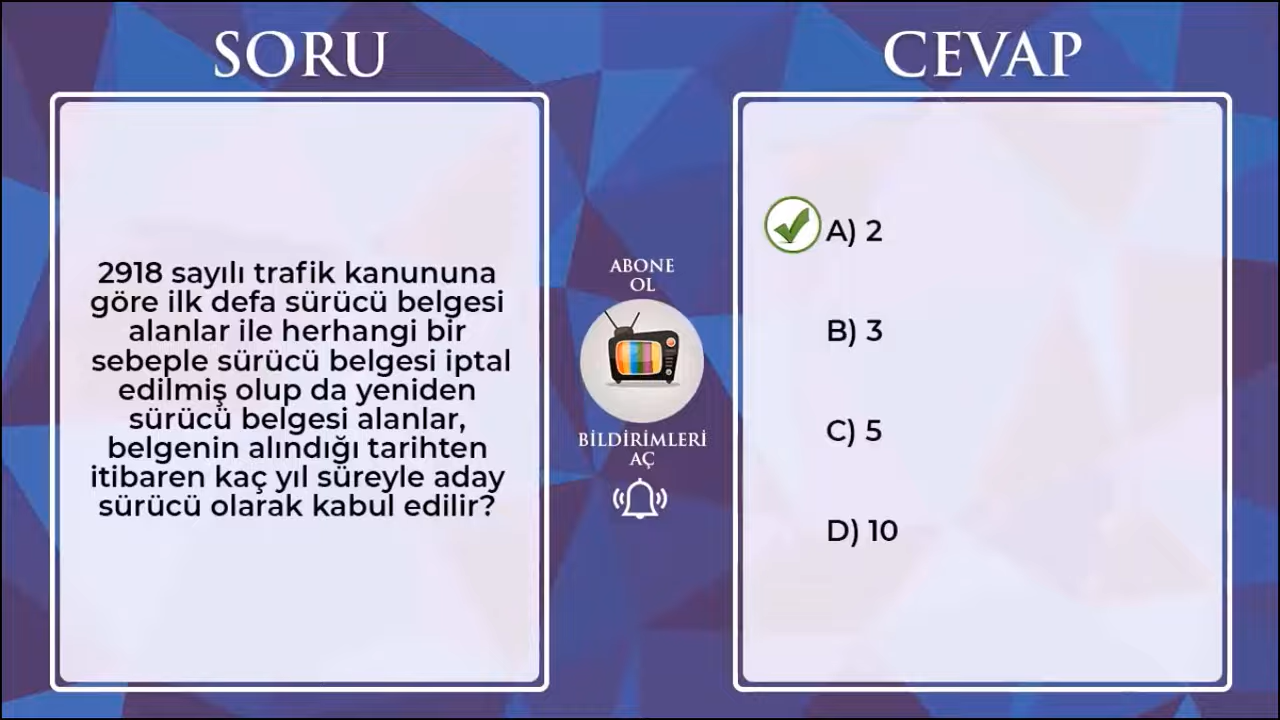 SORU
2918 sayılı trafik kanununa
göre ilk defa sürücü belgesi
alanlar ile herhangi bir
sebeple sürücü belgesi iptal
edilmiş olup da yeniden
sürücü belgesi alanlar,
belgenin alındığı tarihten
itibaren kaç yıl süreyle aday
sürücü olarak kabul edilir?
ABONE
OL
BİLDİRİMLERİ
AÇ
CEVAP
A) 2
B) 3
C) 5
D) 10